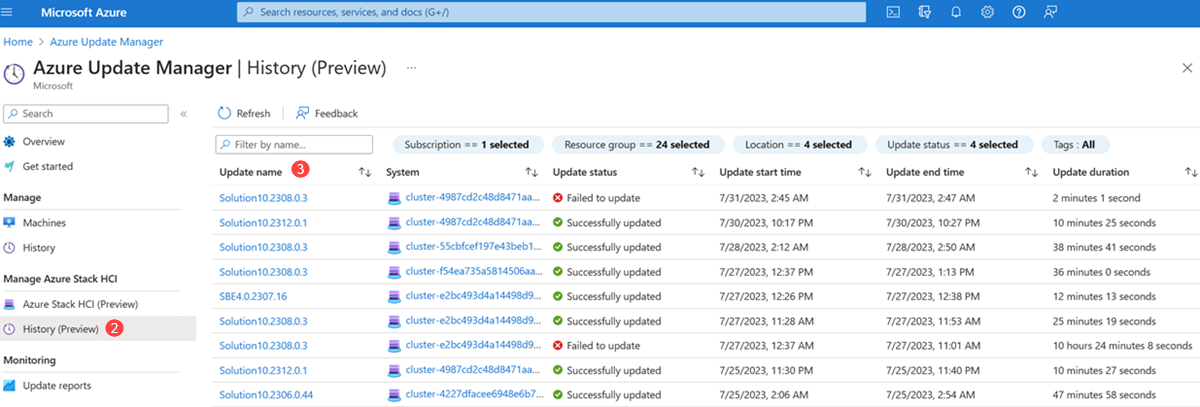 Microsoft Azure
Search resources, services, and docs (G+/)
Home > Azure Update Manager
Azure Update Manager | History (Preview) ...
Microsoft
Search «
Overview
Get started
Manage
Machines
History
Manage Azure Stack HCI
Azure Stack HCI (Preview)
History (Preview) 2
Monitoring
Update reports
Refresh Feedback
Filter by name... Subscription == 1 selected Resource group == 24 selected Location == 4 selected Update status == 4 selected Tags : All
Update name 3 System Update status Update start time Update end time Update duration
Solution10.2308.0.3 cluster-4987cd2c48d8471aa... Failed to update 7/31/2023, 2:45 AM 7/31/2023, 2:47 AM 2 minutes 1 second
Solution10.2312.0.1 cluster-4987cd2c48d8471aa... Successfully updated 7/30/2023, 10:17 PM 7/30/2023, 10:27 PM 10 minutes 25 seconds
Solution10.2308.0.3 cluster-55cbfcef197e43beb1... Successfully updated 7/28/2023, 2:12 AM 7/28/2023, 2:50 AM 38 minutes 41 seconds
Solution10.2308.0.3 cluster-f54ea735a5814506aa... Successfully updated 7/27/2023, 12:37 PM 7/27/2023, 1:13 PM 36 minutes 0 seconds
SBE4.0.2307.16 cluster-e2bc493d4a14498d9... Successfully updated 7/27/2023, 12:26 PM 7/27/2023, 12:38 PM 12 minutes 13 seconds
Solution10.2308.0.3 cluster-e2bc493d4a14498d9... Successfully updated 7/27/2023, 11:28 AM 7/27/2023, 11:53 AM 25 minutes 19 seconds
Solution10.2308.0.3 cluster-e2bc493d4a14498d9... Failed to update 7/27/2023, 12:37 AM 7/27/2023, 11:01 AM 10 hours 24 minutes 8 seconds
Solution10.2312.0.1 cluster-4987cd2c48d8471aa... Successfully updated 7/25/2023, 11:30 PM 7/25/2023, 11:40 PM 10 minutes 27 seconds
Solution10.2306.0.44 cluster-4227dfacee6948e6b7... Successfully updated 7/25/2023, 2:06 AM 7/25/2023, 2:54 AM 47 minutes 58 seconds